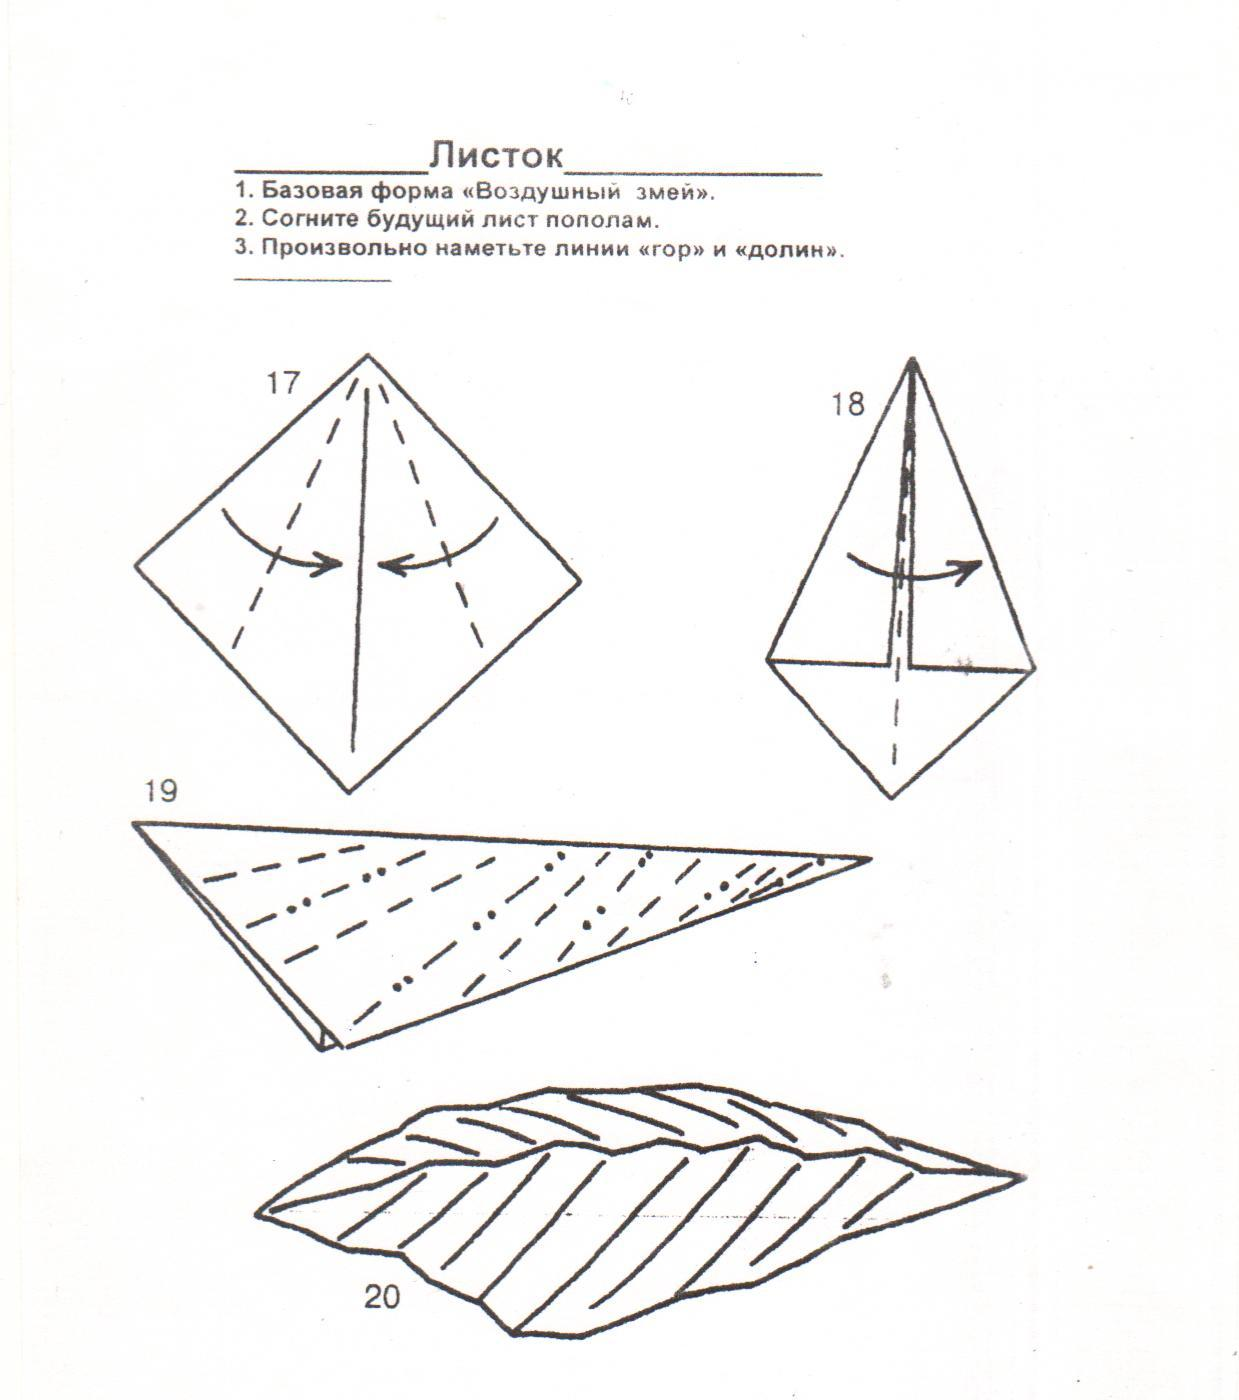 Листок
1. Базовая форма «Воздушный змей».
2. Согните будущий лист пополам.
3. Произвольно наметьте линии «гор» и «долин».
17
18
19
20